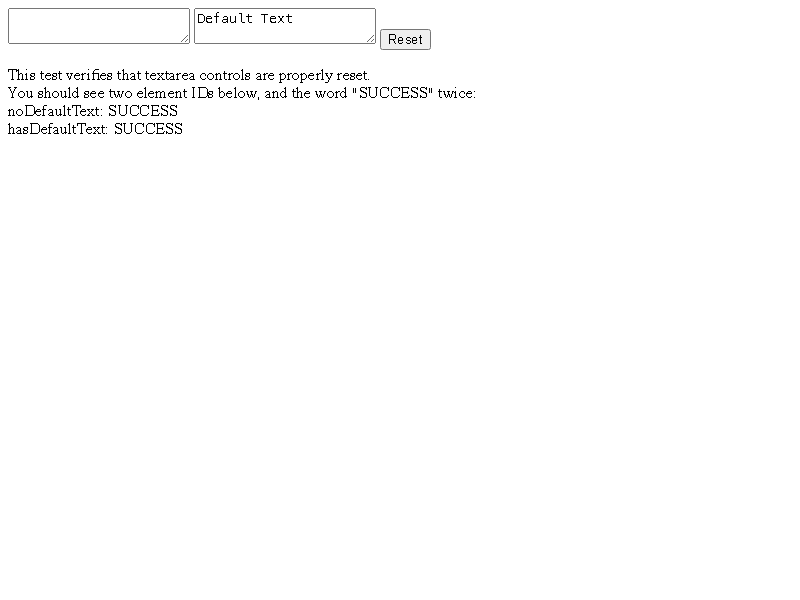 Default Text
Reset
This test verifies that textarea controls are properly reset.
You should see two element IDs below, and the word "SUCCESS" twice:
noDefaultText: SUCCESS
hasDefaultText: SUCCESS